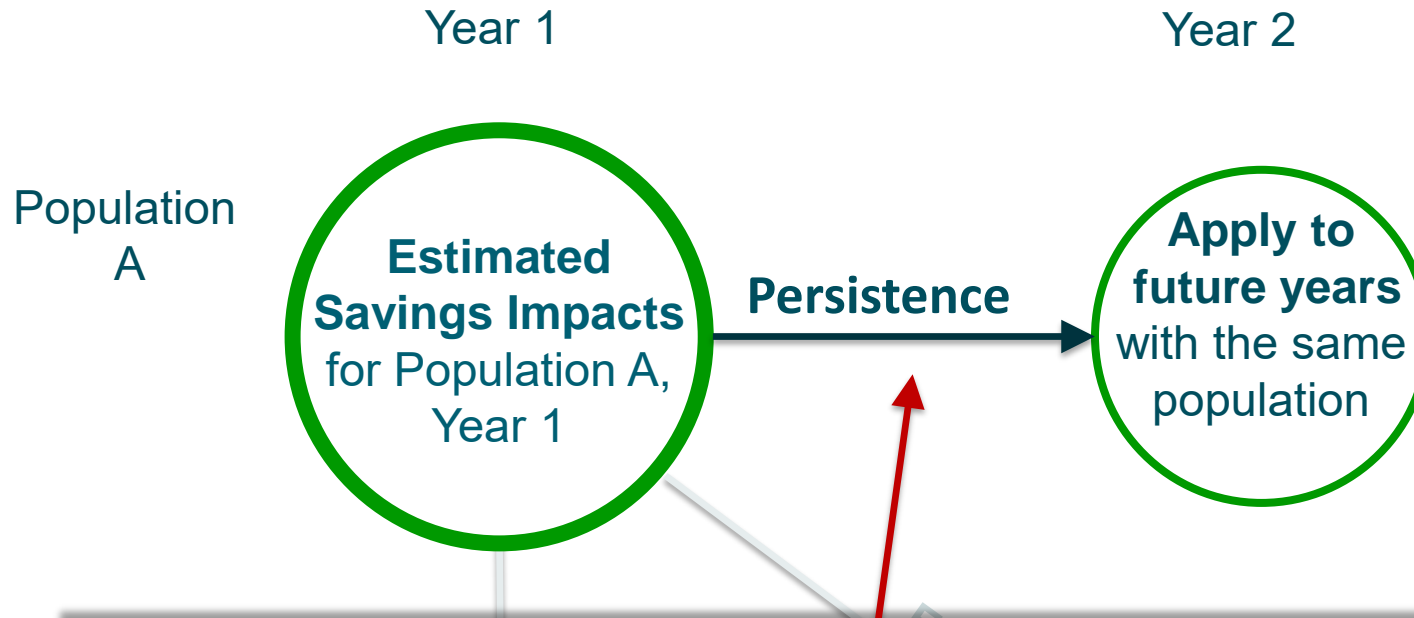 Year 1
Year 2
Population
A
Estimated
Savings Impacts
for Population A,
Year 1
Persistence
Apply to
future years
with the same
population